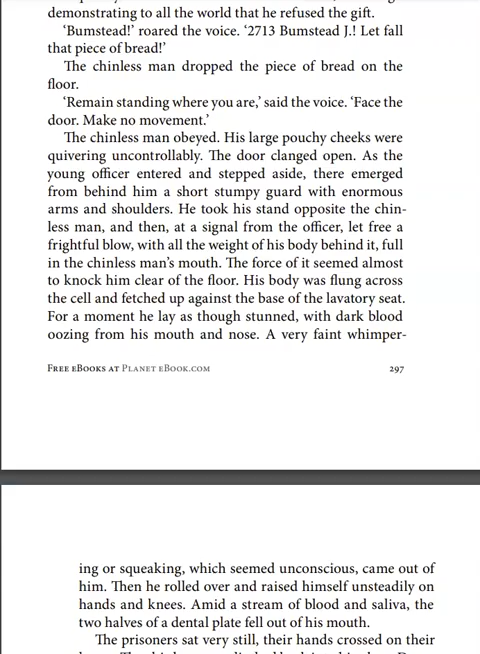 demonstrating to all the world that he refused the gift.
‘Bumstead!’ roared the voice. ‘2713 Bumstead J.! Let fall
that piece of bread!’
The chinless man dropped the piece of bread on the
floor.
‘Remain standing where you are,’ said the voice. ‘Face the
door. Make no movement.’
The chinless man obeyed. His large pouchy cheeks were
quivering uncontrollably. The door clanged open. As the
young officer entered and stepped aside, there emerged
from behind him a short stumpy guard with enormous
arms and shoulders. He took his stand opposite the chin-
less man, and then, at a signal from the officer, let free a
frightful blow, with all the weight of his body behind it, full
in the chinless man’s mouth. The force of it seemed almost
to knock him clear of the floor. His body was flung across
the cell and fetched up against the base of the lavatory seat.
For a moment he lay as though stunned, with dark blood
oozing from his mouth and nose. A very faint whimper-
Free eBooks at Planet eBook.com 297
ing or squeaking, which seemed unconscious, came out of
him. Then he rolled over and raised himself unsteadily on
hands and knees. Amid a stream of blood and saliva, the
two halves of a dental plate fell out of his mouth.
The prisoners sat very still, their hands crossed on their